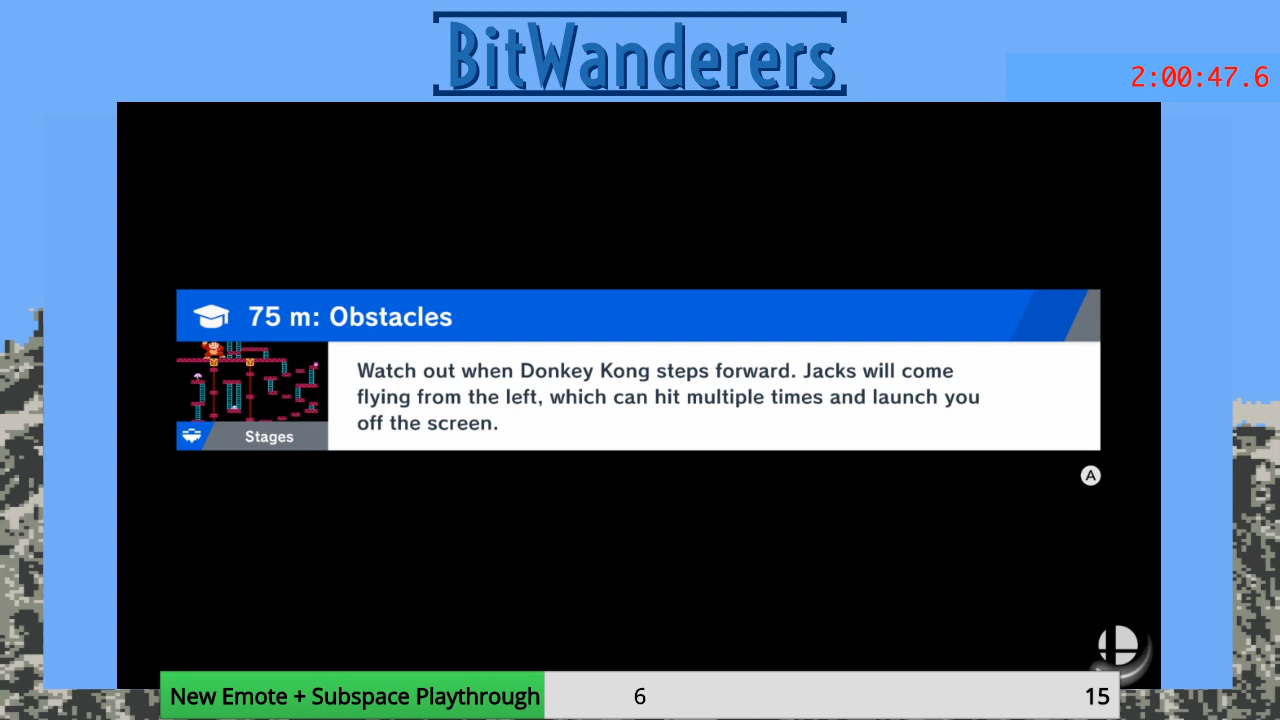 BitWanderers
2:00:47.6
75 m: Obstacles
Watch out when Donkey Kong steps forward. Jacks will come
flying from the left, which can hit multiple times and launch you
off the screen.
Stages
A
New Emote + Subspace Playthrough
6
15